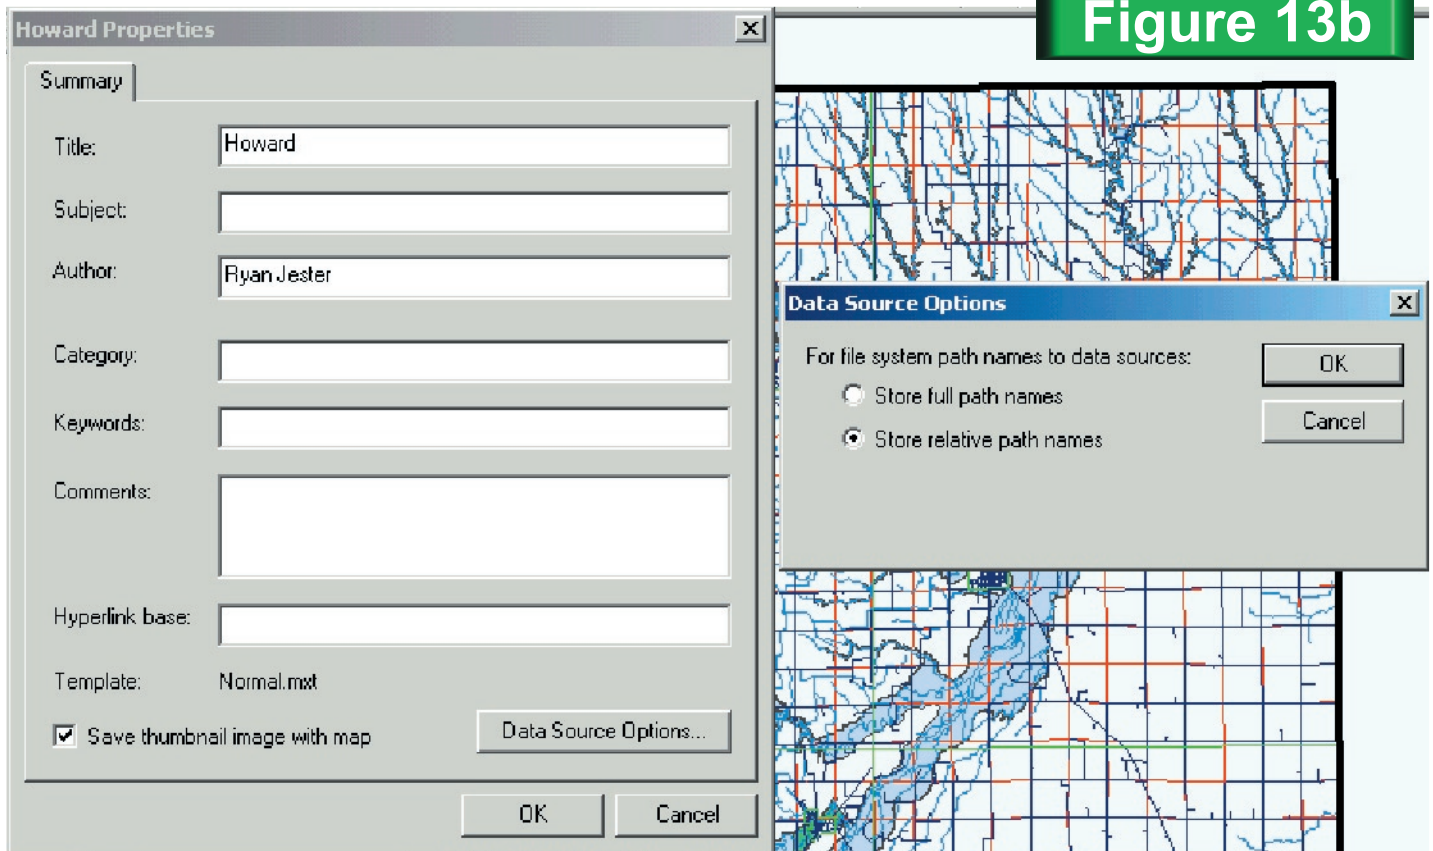 Figure 13b
Howard Properties
Summary
Title: Howard
Subject:
Author: Ryan Jester
Category:
Keywords:
Comments:
Hyperlink base:
Template: Normal.mxt
Save thumbnail image with map
Data Source Options...
OK Cancel
Data Source Options
For file system path names to data sources:
Store full path names
Store relative path names
OK
Cancel